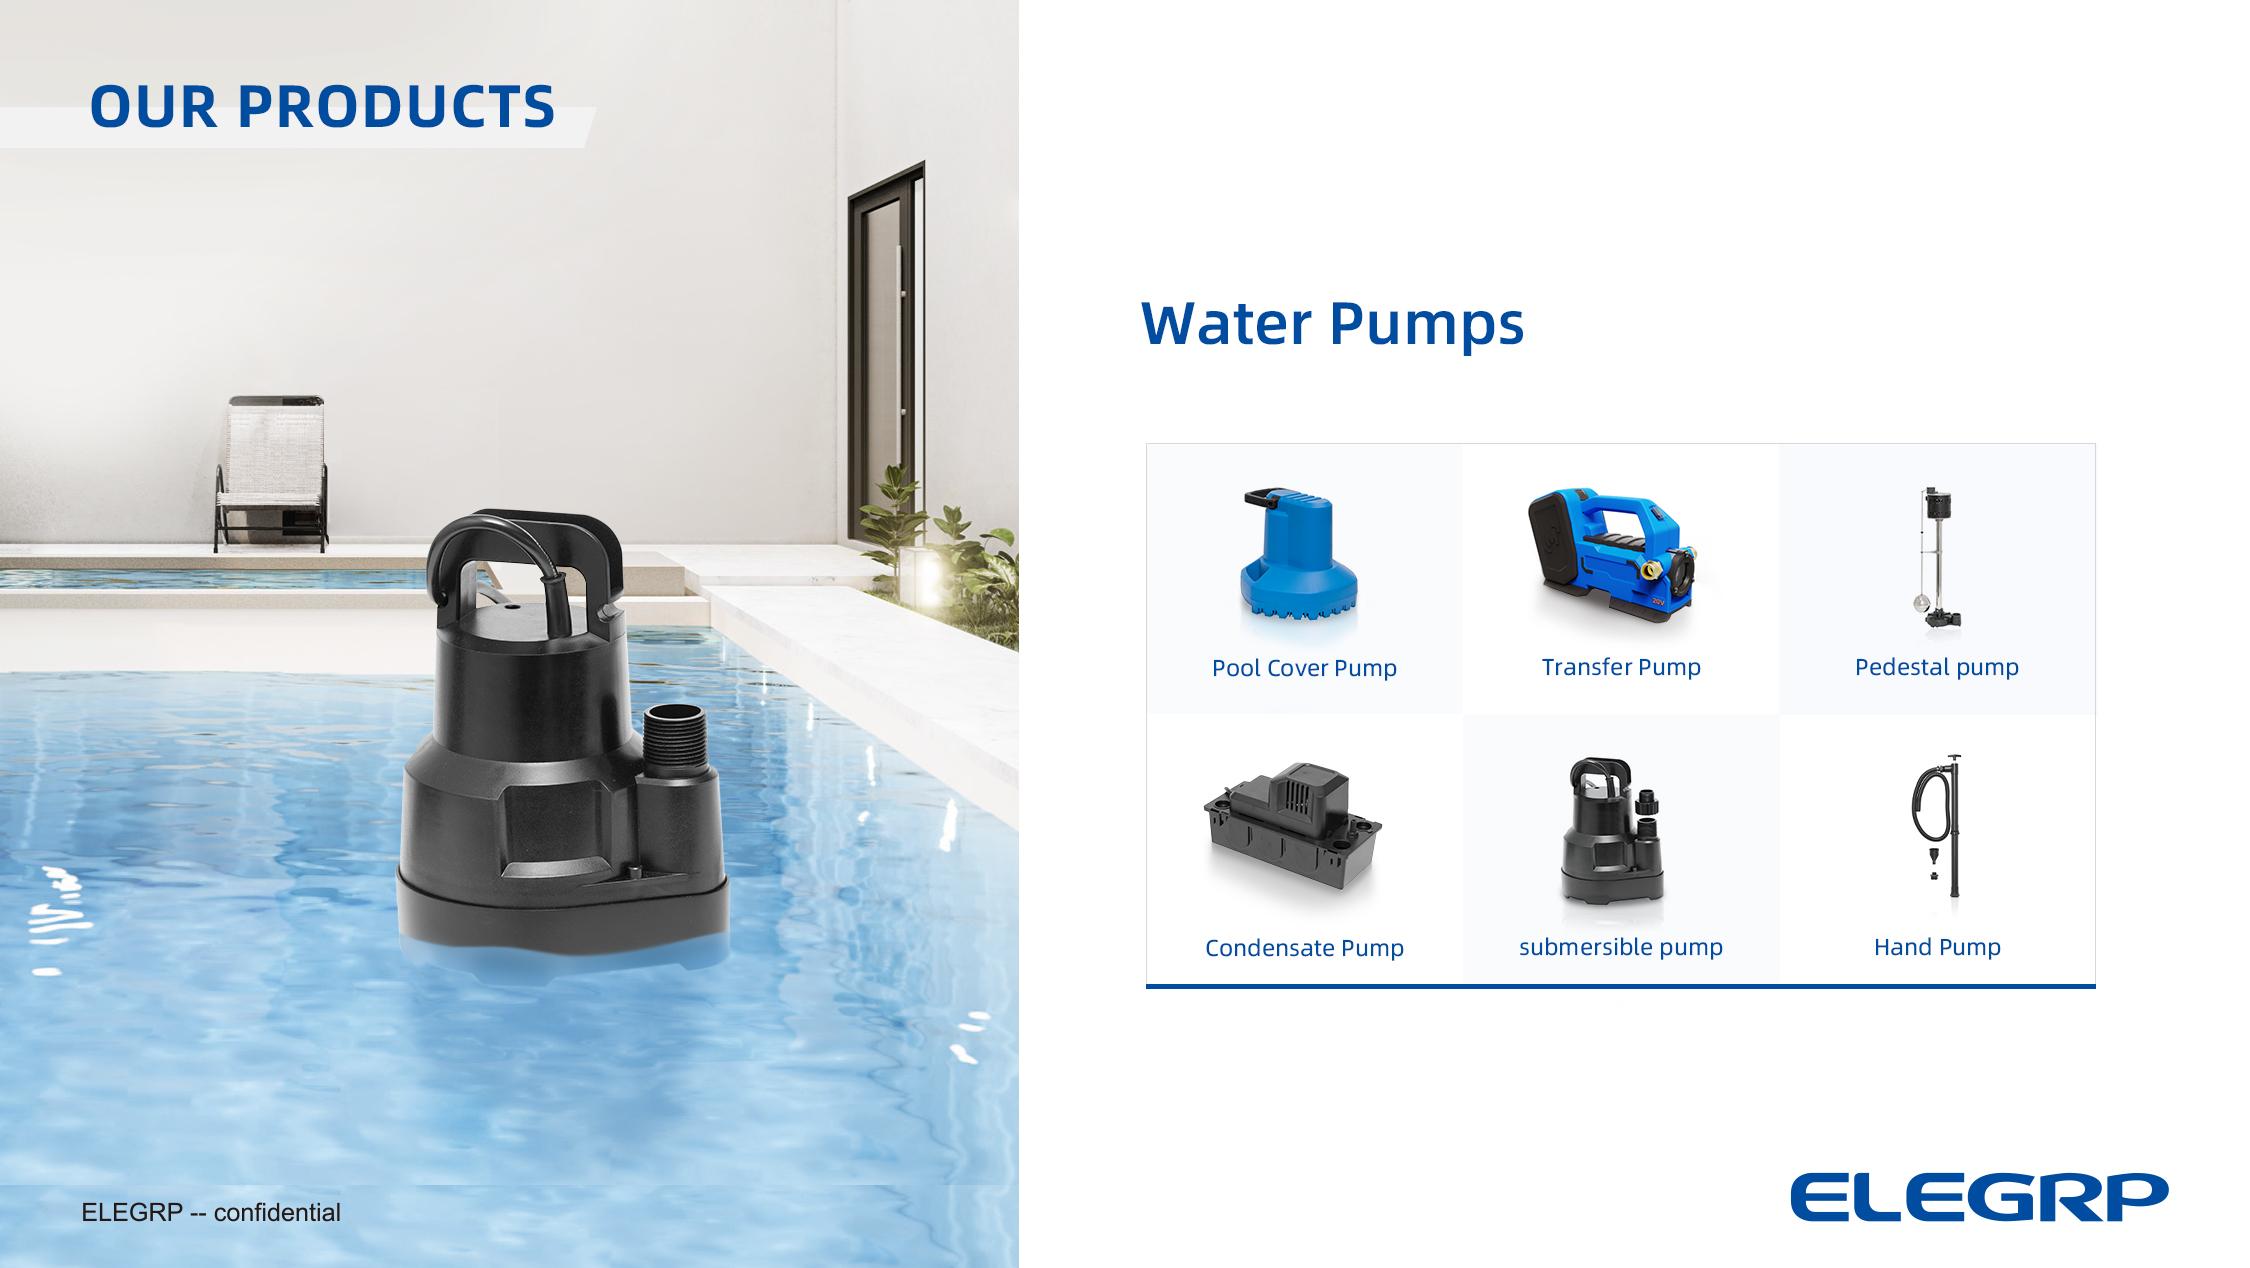 OUR PRODUCTS
Water Pumps
Pool Cover Pump
Transfer Pump
Pedestal pump
Condensate Pump
submersible pump
Hand Pump
20V
ELEGRP -- confidential
ELEGRP